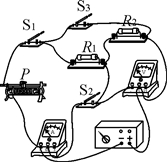 S₃
S₁
R₂
R₁
P
S₂
A
− +